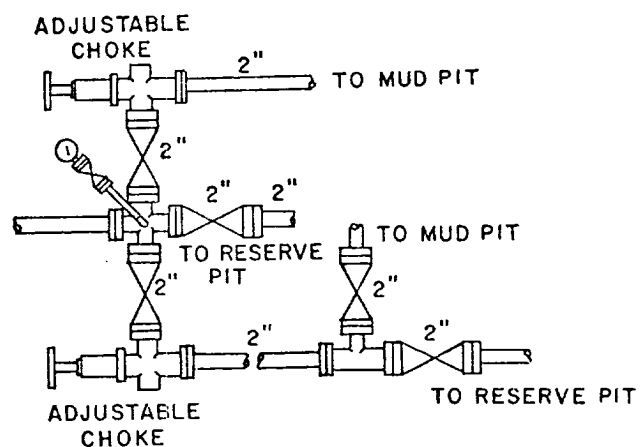 ADJUSTABLE
CHOKE
2"
TO MUD PIT
2"
1
2"
2"
TO RESERVE
PIT
TO MUD PIT
2"
2"
2"
2"
TO RESERVE PIT
ADJUSTABLE
CHOKE